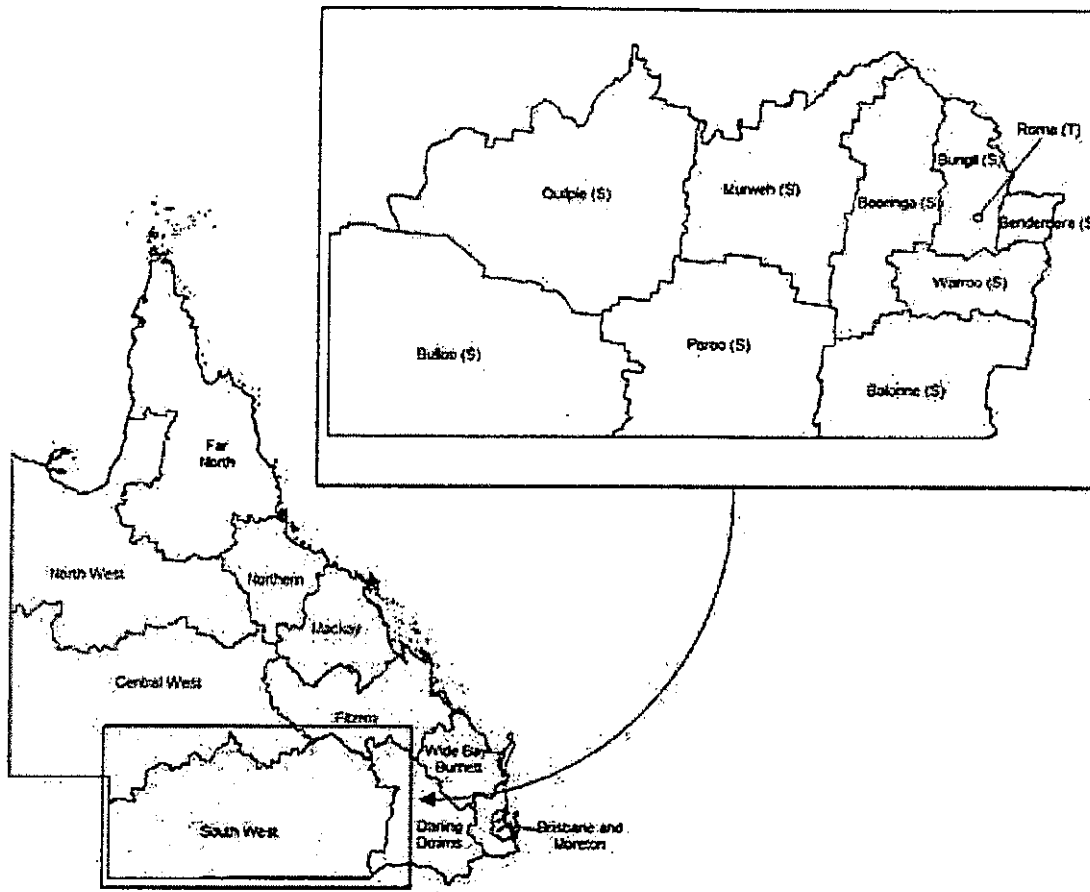 Roma (T)
Bungil (S)
Quilpie (S)
Murweh (S)
Booringa (S)
Bendemere (S
Warroo (S)
Bulloo (S)
Paroo (S)
Balonne (S)
Far
North
North West
Northern
Mackay
Central West
Fitzroy
Wide Bay
Burnett
South West
Darling
Downs
Brisbane and
Moreton